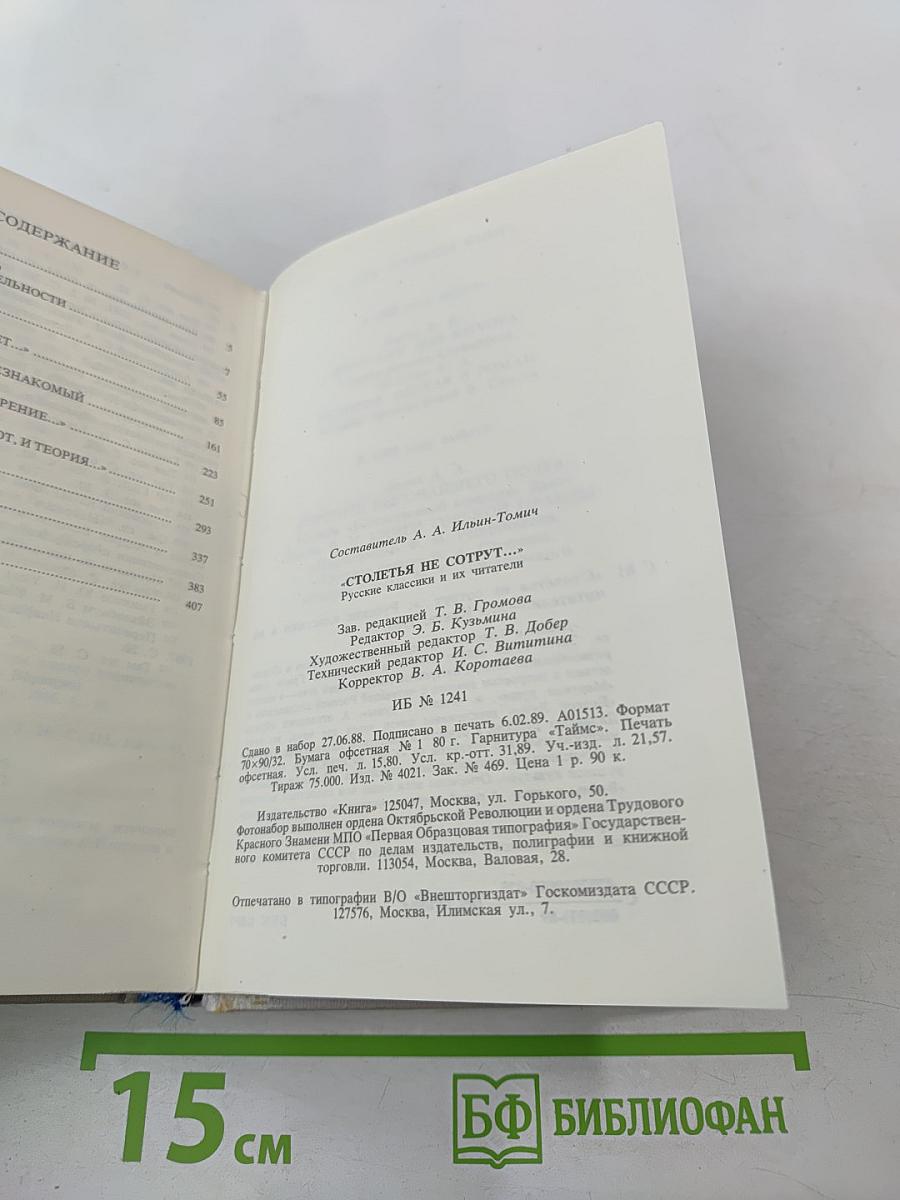 СОДЕРЖАНИЕ
5
ЕЛЬНОСТИ
7
55
ЕТ...»
85
ЕЗНАКОМЫЙ
161
РЕНИЕ...»
223
ОТ, И ТЕОРИЯ...»
251
293
337
383
407
Составитель А. А. Ильин-Томич
«СТОЛЕТЬЯ НЕ СОТРУТ...»
Русские классики и их читатели
Зав. редакцией Т. В. Громова
Редактор Э. Б. Кузьмина
Художественный редактор Т. В. Добер
Технический редактор И. С. Вититина
Корректор В. А. Коротаева
ИБ № 1241
Сдано в набор 27.06.88. Подписано в печать 6.02.89. А01513. Формат
70×90/32. Бумага офсетная № 1 80 г. Гарнитура «Таймс». Печать
офсетная. Усл. печ. л. 15,80. Усл. кр.-отт. 31,89. Уч.-изд. л. 21,57.
Тираж 75.000. Изд. № 4021. Зак. № 469. Цена 1 р. 90 к.
Издательство «Книга» 125047, Москва, ул. Горького, 50.
Фотонабор выполнен ордена Октябрьской Революции и ордена Трудового
Красного Знамени МПО «Первая Образцовая типография» Государствен-
ного комитета СССР по делам издательств, полиграфии и книжной
торговли. 113054, Москва, Валовая, 28.
Отпечатано в типографии В/О «Внешторгиздат» Госкомиздата СССР.
127576, Москва, Илимская ул., 7.
15 см
БФ БИБЛИОФАН